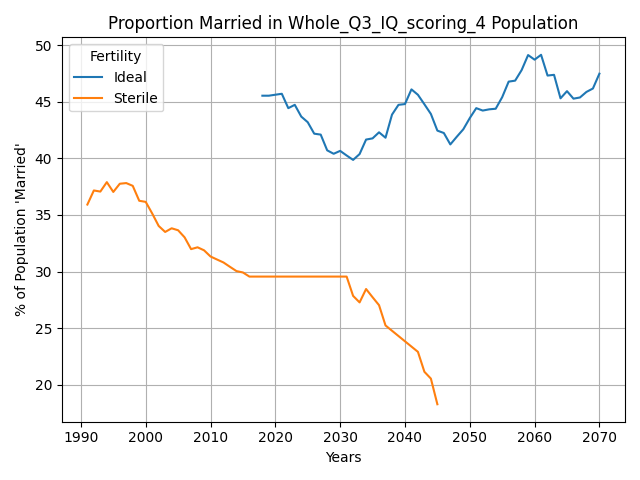 Proportion Married in Whole_Q3_IQ_scoring_4 Population
Fertility
Ideal
Sterile
% of Population 'Married'
50
45
40
35
30
25
20
1990 2000 2010 2020 2030 2040 2050 2060 2070
Years